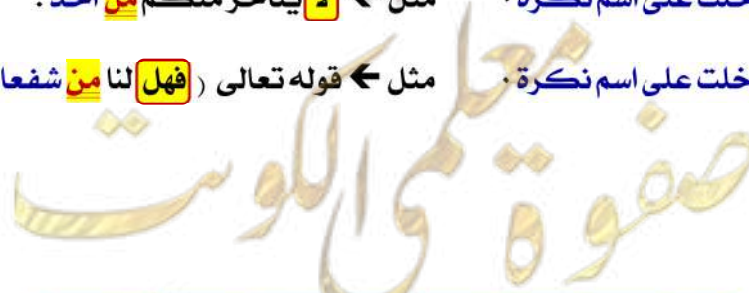 خلت على اسم نكرة. مثل ← لا يتأخر منكم من أحد.
خلت على اسم نكرة. مثل ← قوله تعالى ( فهل لنا من شفعا
صفوة معلمي الكويت